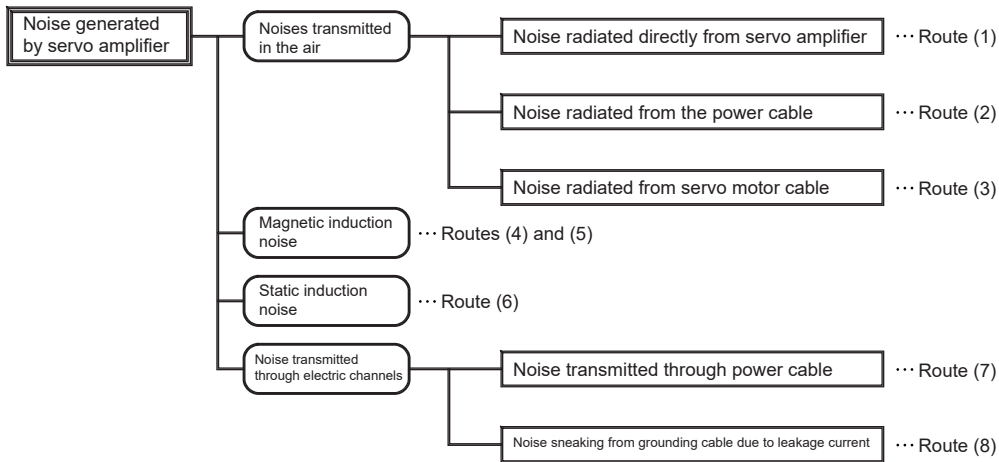 Noise generated
by servo amplifier
Noises transmitted
in the air
Noise radiated directly from servo amplifier
··· Route (1)
Noise radiated from the power cable
··· Route (2)
Noise radiated from servo motor cable
··· Route (3)
Magnetic induction
noise
··· Routes (4) and (5)
Static induction
noise
··· Route (6)
Noise transmitted
through electric channels
Noise transmitted through power cable
··· Route (7)
Noise sneaking from grounding cable due to leakage current
··· Route (8)